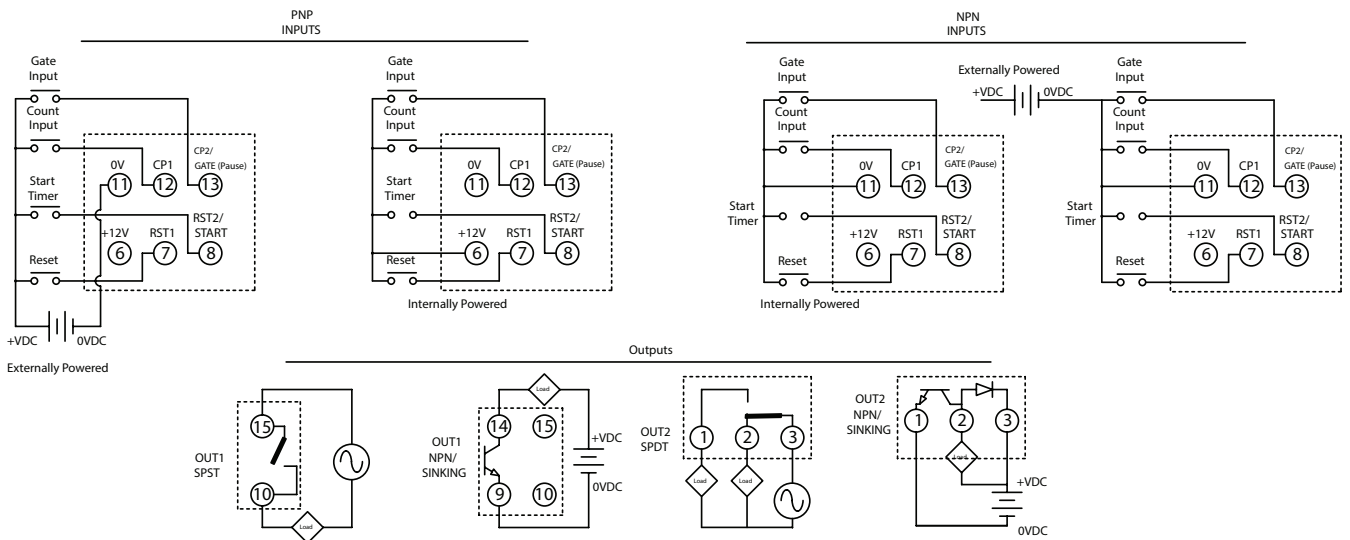 PNP
INPUTS
Gate
Input
Count
Input
0V
CP1
CP2/
GATE (Pause)
11
12
13
Start
Timer
RST2/
START
+12V
RST1
6
7
8
Reset
+VDC
0VDC
Externally Powered
Gate
Input
Count
Input
0V
CP1
CP2/
GATE (Pause)
11
12
13
Start
Timer
RST2/
START
+12V
RST1
6
7
8
Reset
Internally Powered
NPN
INPUTS
Gate
Input
Count
Input
0V
CP1
CP2/
GATE (Pause)
11
12
13
Start
Timer
RST2/
START
+12V
RST1
6
7
8
Reset
Internally Powered
Externally Powered
+VDC
0VDC
Gate
Input
Count
Input
0V
CP1
CP2/
GATE (Pause)
11
12
13
Start
Timer
RST2/
START
+12V
RST1
6
7
8
Reset
Outputs
15
10
OUT1
SPST
Load
Load
14
15
OUT1
NPN/
SINKING
9
10
+VDC
0VDC
OUT2
SPDT
1
2
3
Load
Load
OUT2
NPN/
SINKING
1
2
3
Load
+VDC
0VDC